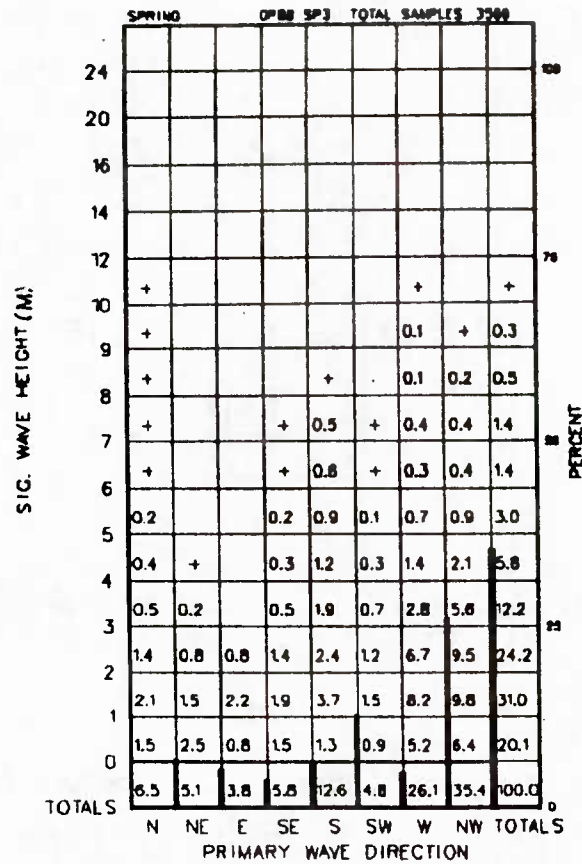 SPRING SP3 TOTAL SAMPLES
24 100
20
16
14
12 75
+ + +
10
+ 0.1 + 0.3
9
+ + 0.1 0.2 0.5
8
+ + 0.5 + 0.4 0.4 1.4
7
+ + + 0.3 0.4 1.4
6
0.2 0.2 0.9 0.1 0.7 0.9 3.0
5
0.4 + 0.3 1.2 0.3 1.4 2.1 5.8
4
0.5 0.2 0.5 1.9 0.7 2.8 5.6 12.2
3 25
1.4 0.8 0.8 1.4 2.4 1.2 6.7 9.5 24.2
2
2.1 1.5 2.2 1.9 3.7 1.5 8.2 9.8 31.0
1
1.5 2.5 0.8 1.5 1.3 0.9 5.2 6.4 20.1
0
6.5 5.1 3.8 5.8 12.6 4.8 26.1 35.4 100.0
TOTALS 0
N NE E SE S SW W NW TOTALS
PRIMARY WAVE DIRECTION
SIG. WAVE HEIGHT (M)
PERCENT